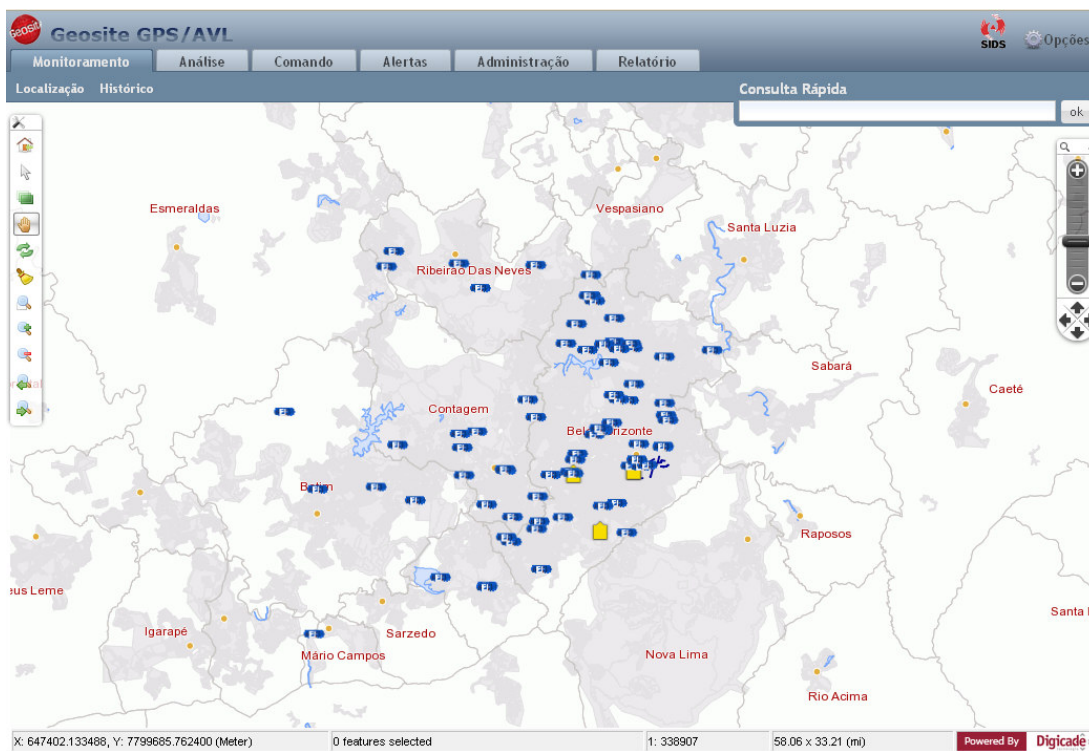 Geosite
Geosite GPS/AVL
SIDS
Opções
Monitoramento
Análise
Comando
Alertas
Administração
Relatório
Localização
Histórico
Consulta Rápida
ok
Esmeraldas
Vespasiano
Santa Luzia
Ribeirão Das Neves
Sabará
Caeté
Contagem
Belo Horizonte
Betim
Raposos
eus Leme
Santa
Igarapé
Sarzedo
Mário Campos
Nova Lima
Rio Acima
X: 647402.133488, Y: 7799685.762400 (Meter)
0 features selected
1: 338907
58.06 x 33.21 (mi)
Powered By
Digicade